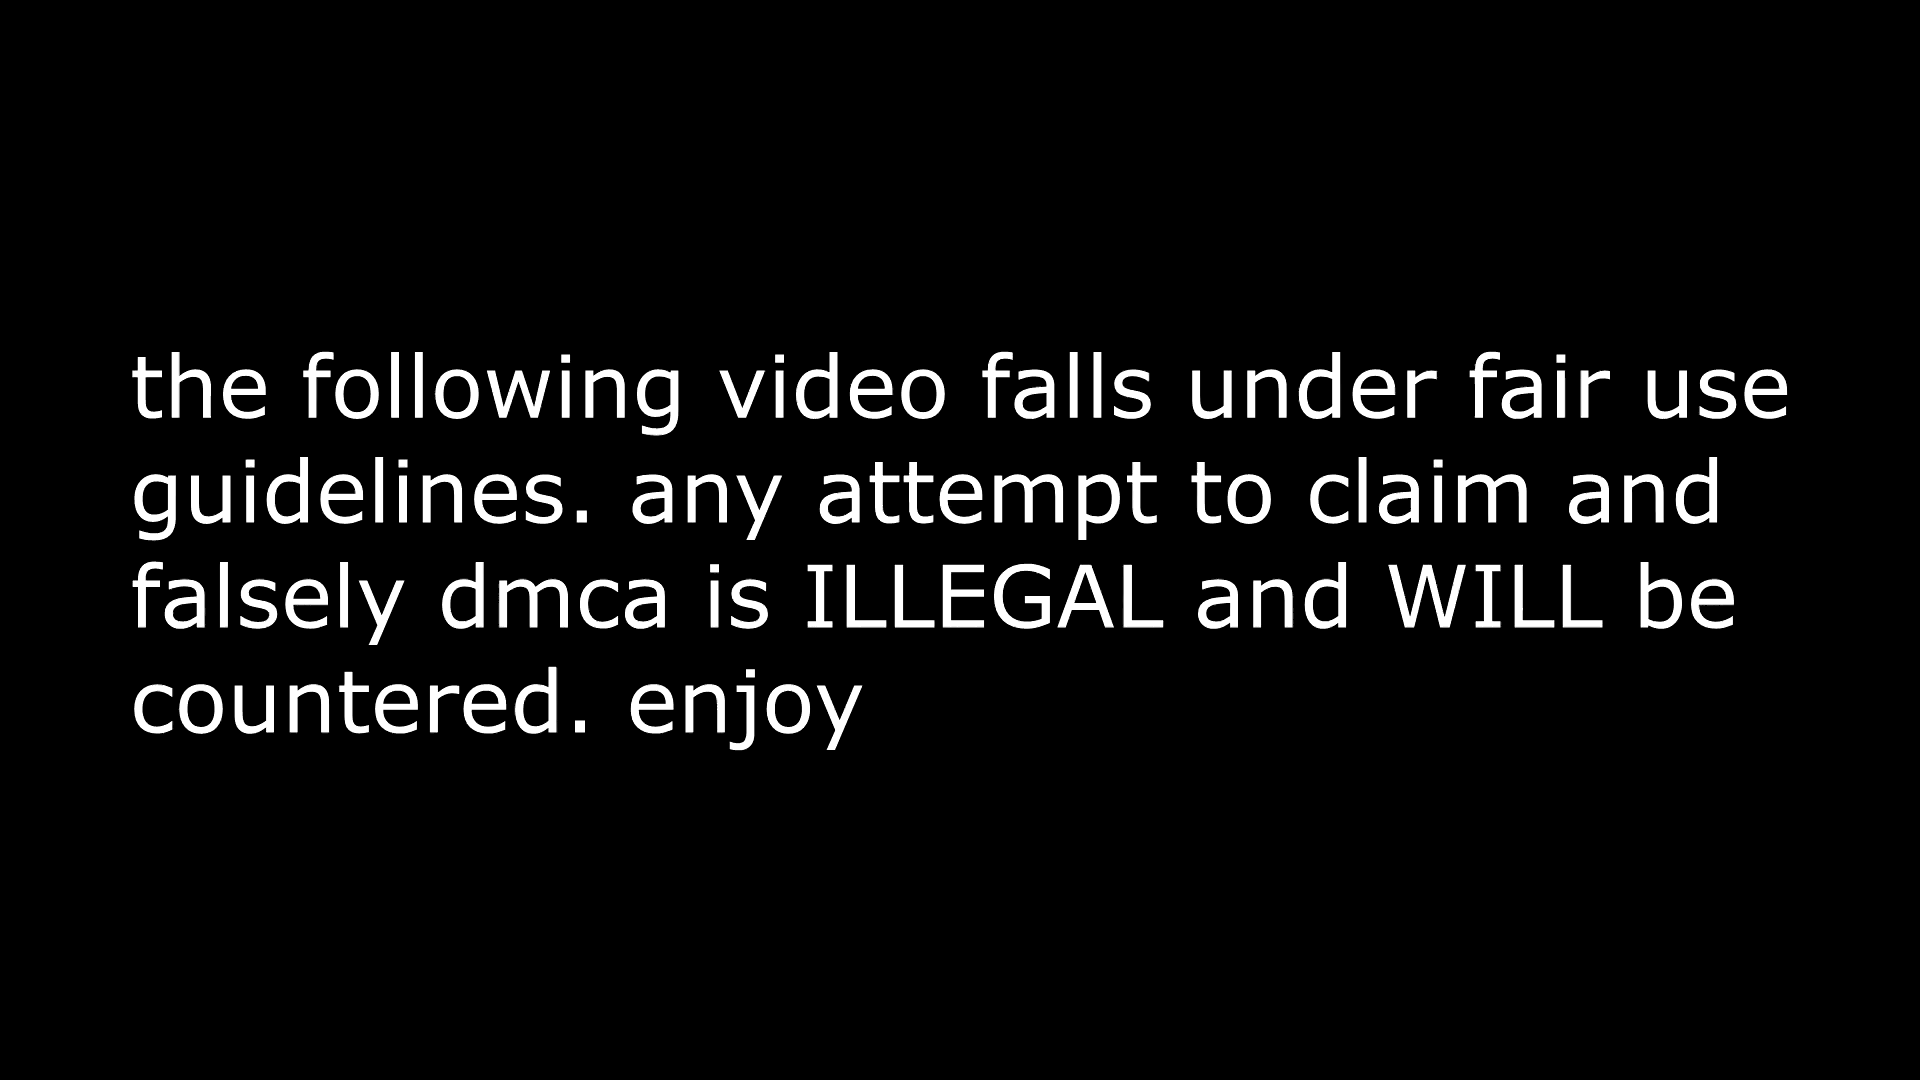 the following video falls under fair use
guidelines. any attempt to claim and
falsely dmca is ILLEGAL and WILL be
countered. enjoy